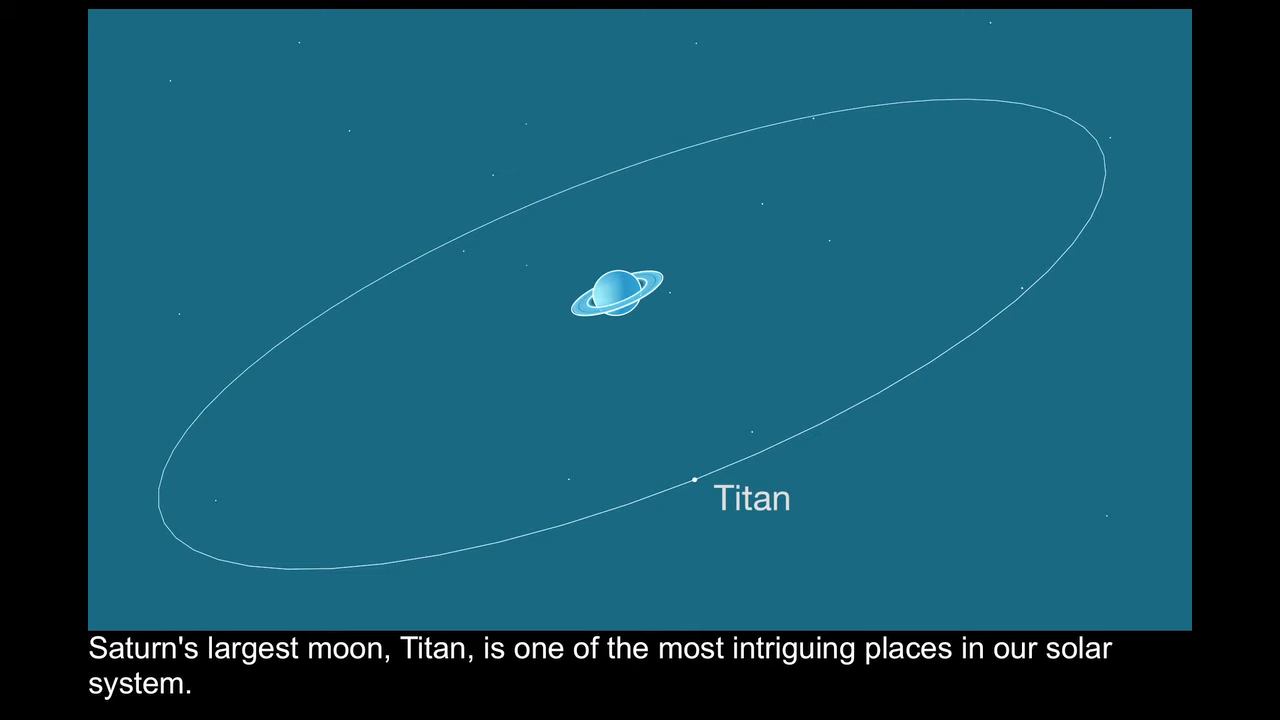 Titan
Saturn's largest moon, Titan, is one of the most intriguing places in our solar
system.